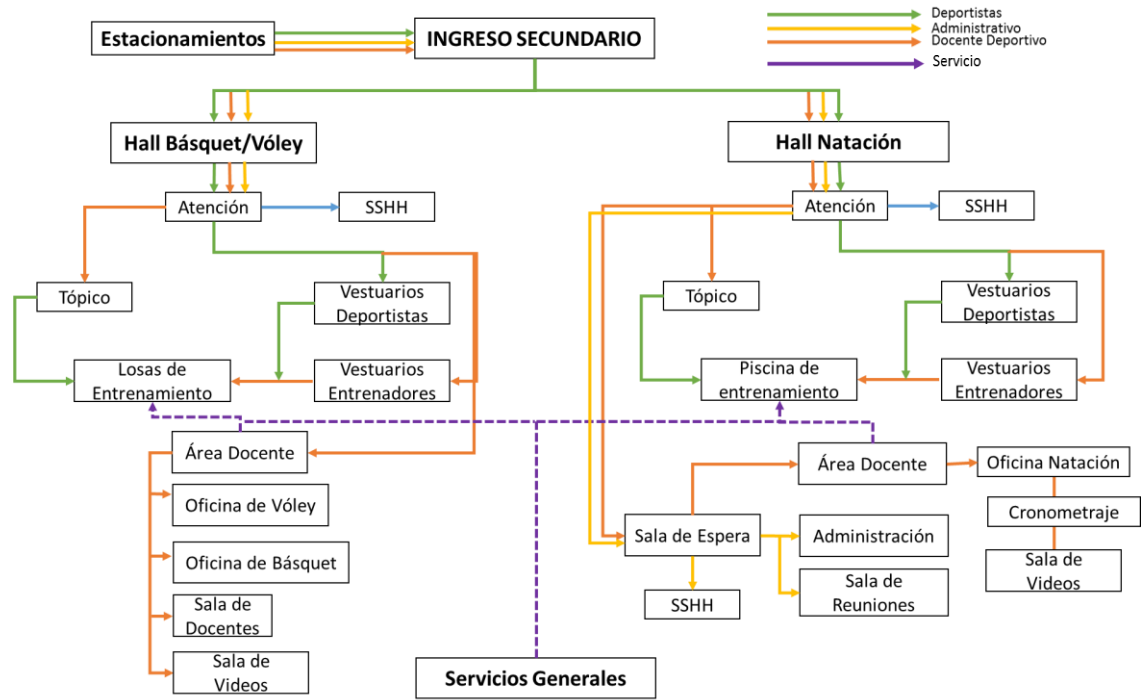 Estacionamientos
INGRESO SECUNDARIO
Deportistas
Administrativo
Docente Deportivo
Servicio
Hall Básquet/Vóley
Hall Natación
Atención
SSHH
Atención
SSHH
Tópico
Vestuarios
Deportistas
Tópico
Vestuarios
Deportistas
Losas de
Entrenamiento
Vestuarios
Entrenadores
Piscina de
entrenamiento
Vestuarios
Entrenadores
Área Docente
Área Docente
Oficina Natación
Oficina de Vóley
Cronometraje
Sala de Espera
Administración
Oficina de Básquet
Sala de
Videos
Sala de
Reuniones
SSHH
Sala de
Docentes
Sala de
Videos
Servicios Generales